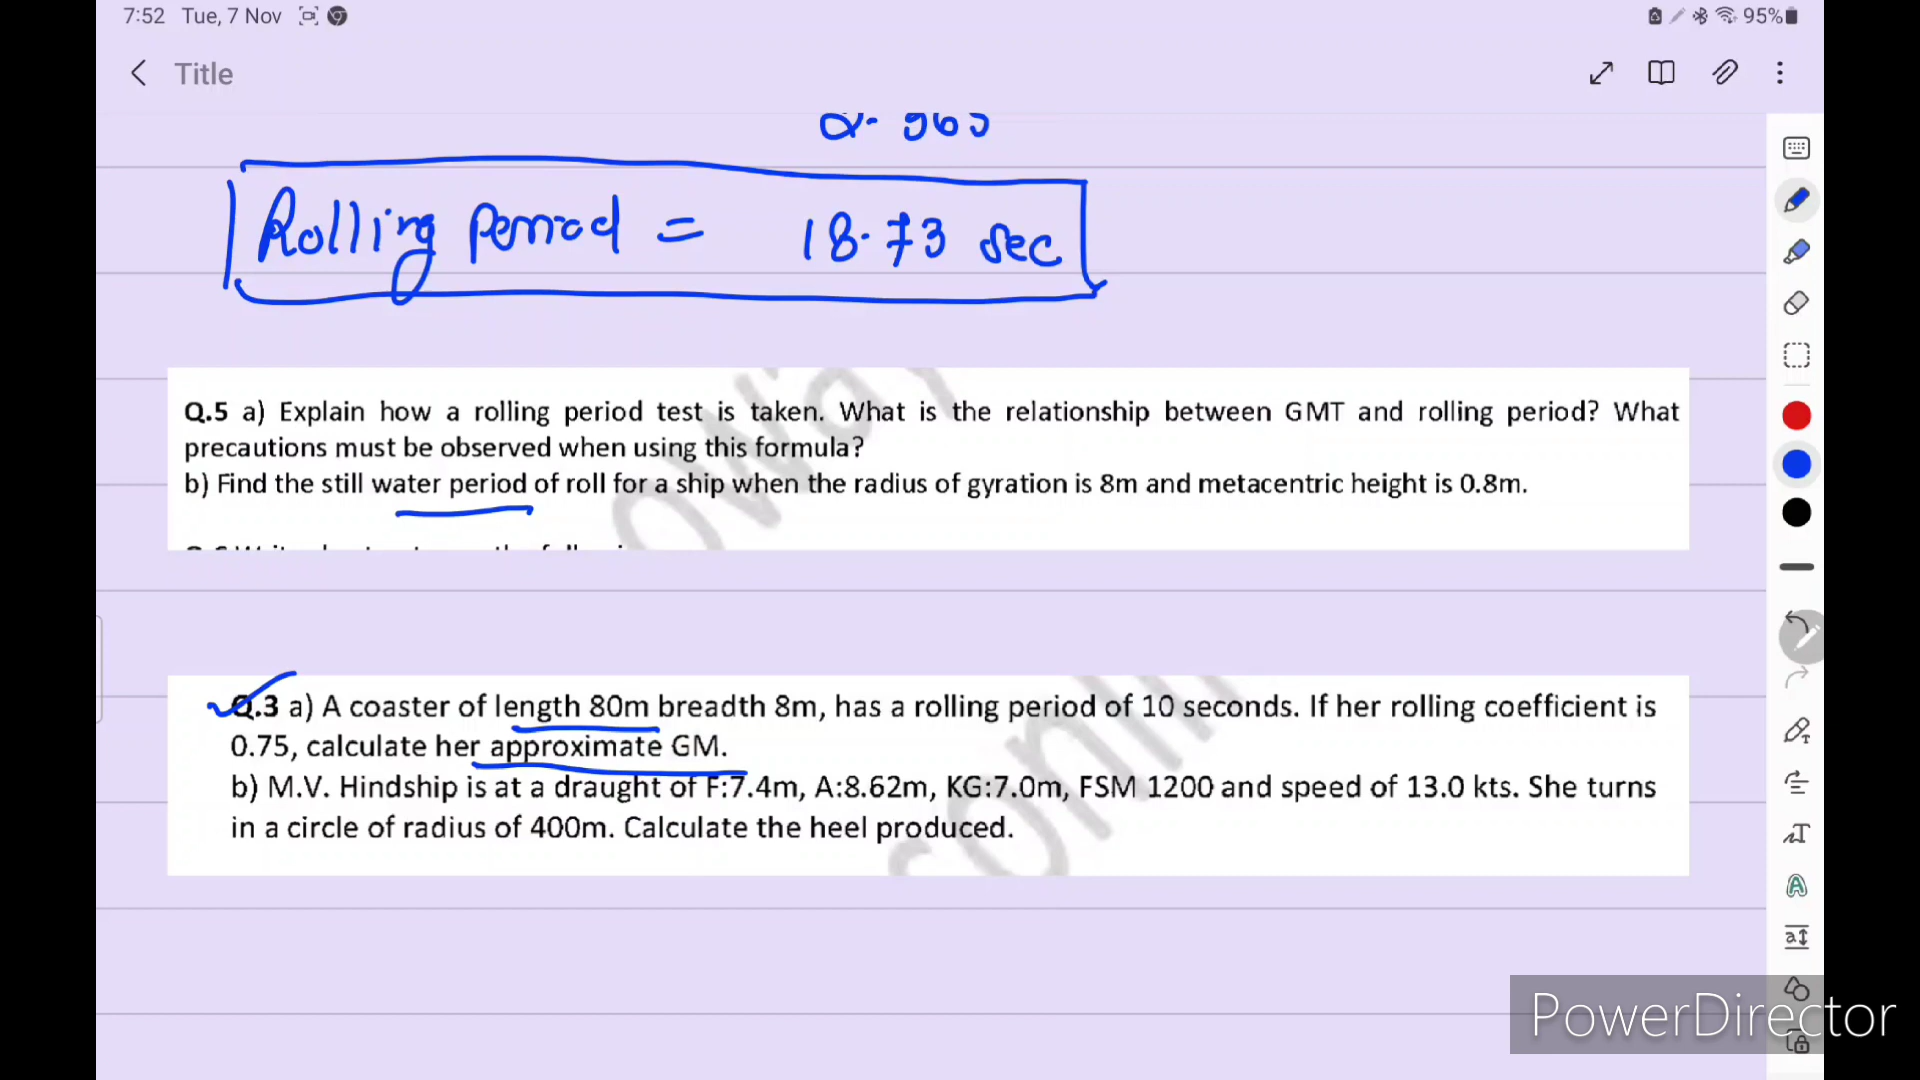 7:52 Tue, 7 Nov
95%
Title
Rolling Period = 18.73 sec
Q.5 a) Explain how a rolling period test is taken. What is the relationship between GMT and rolling period? What
precautions must be observed when using this formula?
b) Find the still water period of roll for a ship when the radius of gyration is 8m and metacentric height is 0.8m.
Q.3 a) A coaster of length 80m breadth 8m, has a rolling period of 10 seconds. If her rolling coefficient is
0.75, calculate her approximate GM.
b) M.V. Hindship is at a draught of F:7.4m, A:8.62m, KG:7.0m, FSM 1200 and speed of 13.0 kts. She turns
in a circle of radius of 400m. Calculate the heel produced.
PowerDirector